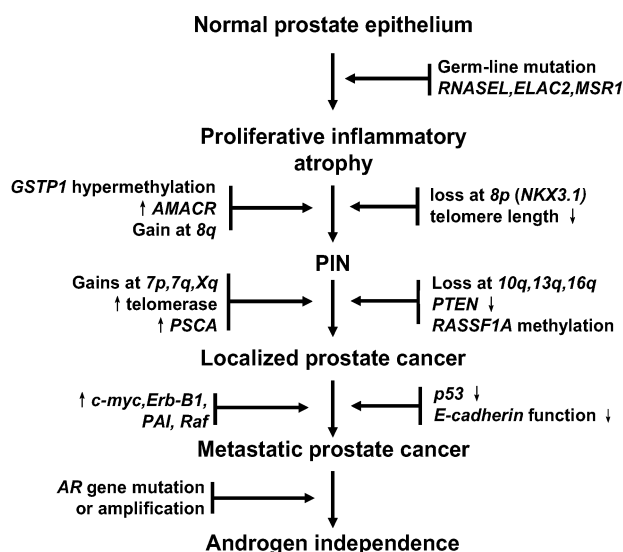 Normal prostate epithelium
Germ-line mutation
RNASEL,ELAC2,MSR1
Proliferative inflammatory
atrophy
GSTP1 hypermethylation
↑ AMACR
Gain at 8q
loss at 8p (NKX3.1)
telomere length ↓
PIN
Gains at 7p,7q,Xq
↑ telomerase
↑ PSCA
Loss at 10q,13q,16q
PTEN ↓
RASSF1A methylation
Localized prostate cancer
↑ c-myc,Erb-B1,
PAI, Raf
p53 ↓
E-cadherin function ↓
Metastatic prostate cancer
AR gene mutation
or amplification
Androgen independence